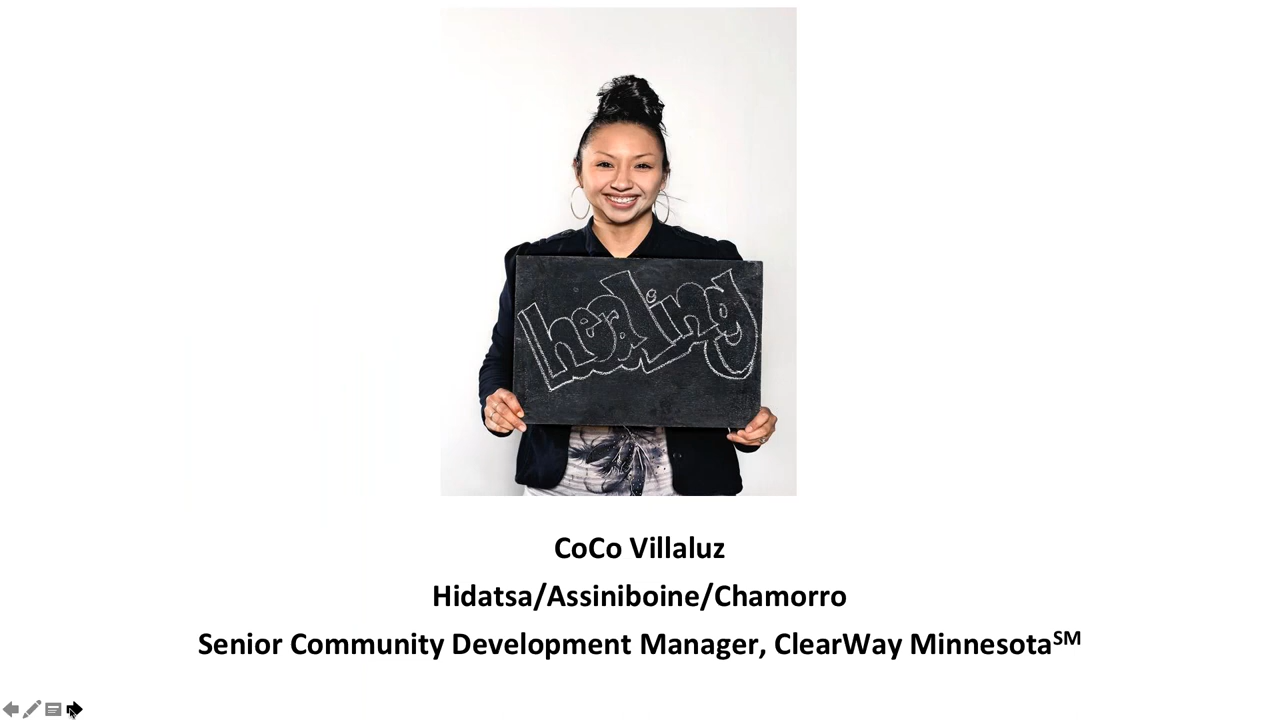 healing
CoCo Villaluz
Hidatsa/Assiniboine/Chamorro
Senior Community Development Manager, ClearWay Minnesota℠